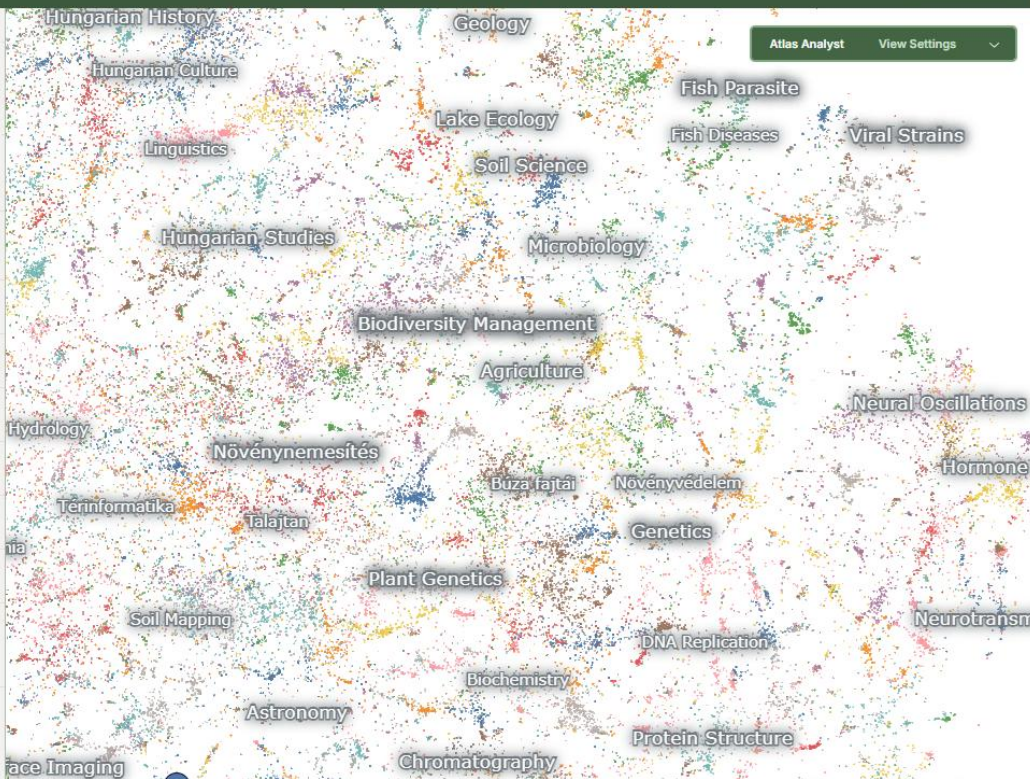 Hungarian History
Geology
Atlas Analyst
View Settings
Hungarian Culture
Fish Parasite
Lake Ecology
Fish Diseases
Viral Strains
Linguistics
Soil Science
Hungarian Studies
Microbiology
Biodiversity Management
Agriculture
Neural Oscillations
Hydrology
Növénynemesítés
Hormone
Búza fajtái
Növényvédelem
Térinformatika
Talajtan
Genetics
nia
Plant Genetics
Soil Mapping
Neurotransm
DNA Replication
Biochemistry
Astronomy
Protein Structure
Chromatography
ace Imaging